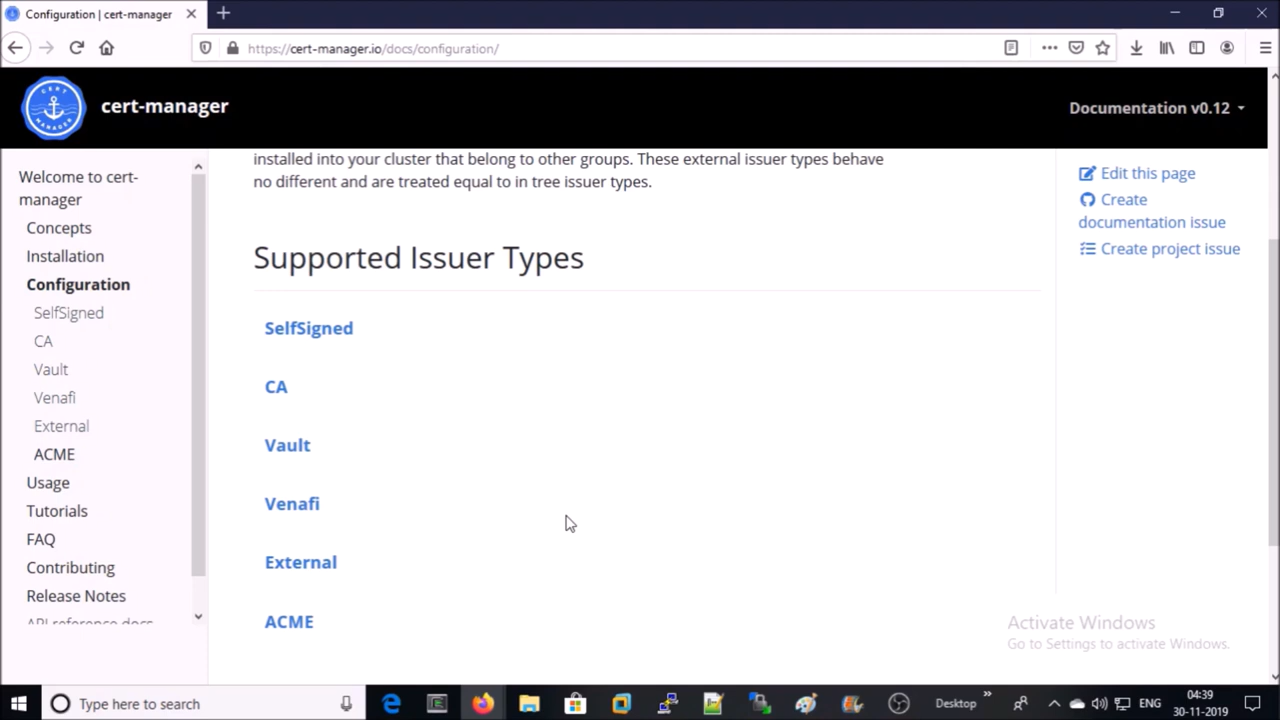 Configuration | cert-manager
https://cert-manager.io/docs/configuration/
CERT
MANAGER
cert-manager
Documentation v0.12
Welcome to cert-
manager
Concepts
Installation
Configuration
SelfSigned
CA
Vault
Venafi
External
ACME
Usage
Tutorials
FAQ
Contributing
Release Notes
API reference docs
installed into your cluster that belong to other groups. These external issuer types behave
no different and are treated equal to in tree issuer types.
Supported Issuer Types
SelfSigned
CA
Vault
Venafi
External
ACME
Edit this page
Create
documentation issue
Create project issue
Activate Windows
Go to Settings to activate Windows.
Type here to search
Desktop
ENG
04:39
30-11-2019